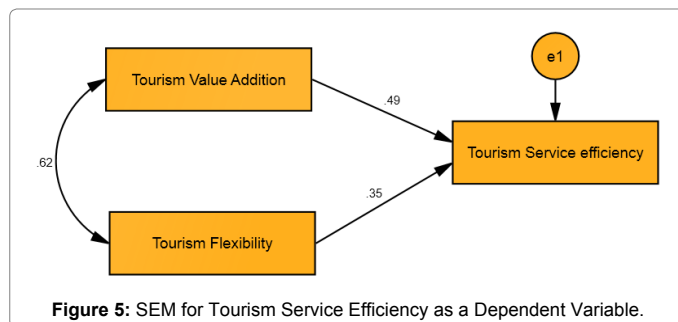 e1
Tourism Value Addition
.49
Tourism Service efficiency
.62
.35
Tourism Flexibility
Figure 5: SEM for Tourism Service Efficiency as a Dependent Variable.